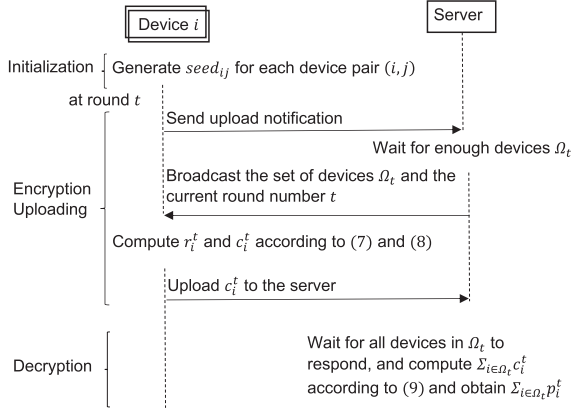 Device i
Server
Initialization
Generate seed_{ij} for each device pair (i,j)
at round t
Send upload notification
Wait for enough devices Ω_t
Encryption
Uploading
Broadcast the set of devices Ω_t and the
current round number t
Compute r_i^t and c_i^t according to (7) and (8)
Upload c_i^t to the server
Decryption
Wait for all devices in Ω_t to
respond, and compute Σ_{i∈Ω_t} c_i^t
according to (9) and obtain Σ_{i∈Ω_t} p_i^t